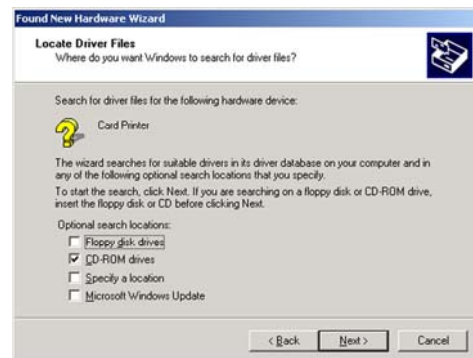 Found New Hardware Wizard
Locate Driver Files
Where do you want Windows to search for driver files?
Search for driver files for the following hardware device:
Card Printer
The wizard searches for suitable drivers in its driver database on your computer and in
any of the following optional search locations that you specify.
To start the search, click Next. If you are searching on a floppy disk or CD-ROM drive,
insert the floppy disk or CD before clicking Next.
Optional search locations:
Floppy disk drives
CD-ROM drives
Specify a location
Microsoft Windows Update
< Back
Next >
Cancel